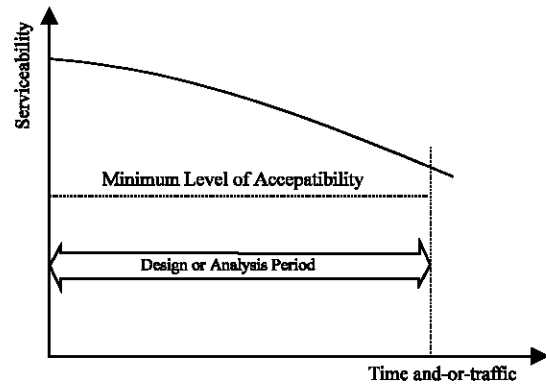 Serviceability
Minimum Level of Accepatibility
Design or Analysis Period
Time and-or-traffic